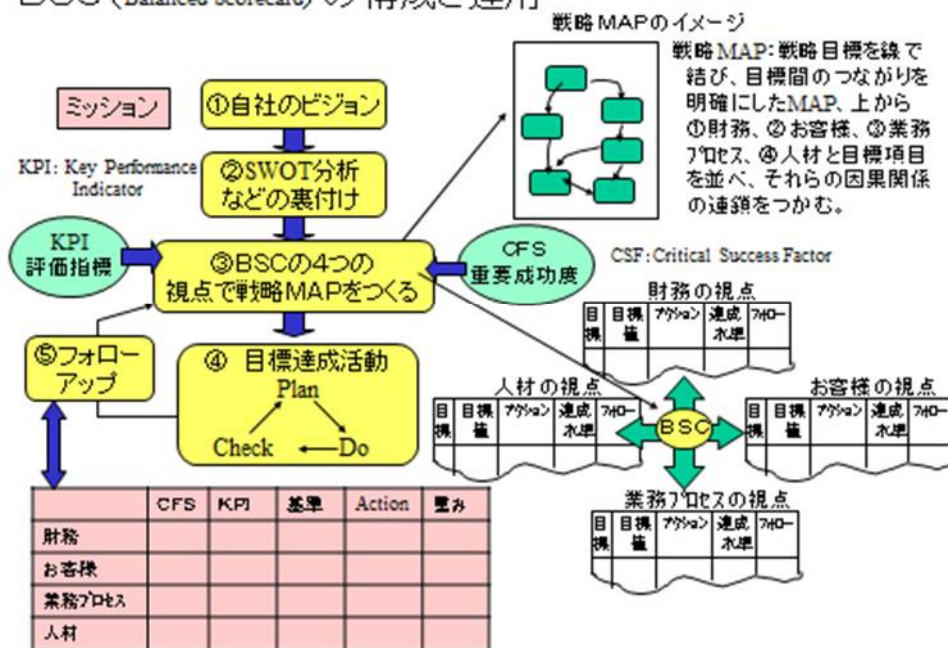 BSC (Balanced Scorecard) の構成と運用
戦略MAPのイメージ
戦略MAP:戦略目標を線で
結び、目標間のつながりを
明確にしたMAP、上から
①財務、②お客様、③業務
プロセス、④人材と目標項目
を並べ、それらの因果関係
の連鎖をつかむ。
ミッション
①自社のビジョン
KPI: Key Performance
Indicator
②SWOT分析
などの裏付け
KPI
評価指標
③BSCの4つの
視点で戦略MAPをつくる
CFS
重要成功度
CSF:Critical Success Factor
⑤フォロー
アップ
④ 目標達成活動
Plan
Check
Do
財務の視点
目標 目標値 アクション 達成水準 フォロー
人材の視点
目標 目標値 アクション 達成水準 フォロー
BSC
お客様の視点
目標 目標値 アクション 達成水準 フォロー
業務プロセスの視点
目標 目標値 アクション 達成水準 フォロー
CFS KPI 基準 Action 重み
財務
お客様
業務プロセス
人材